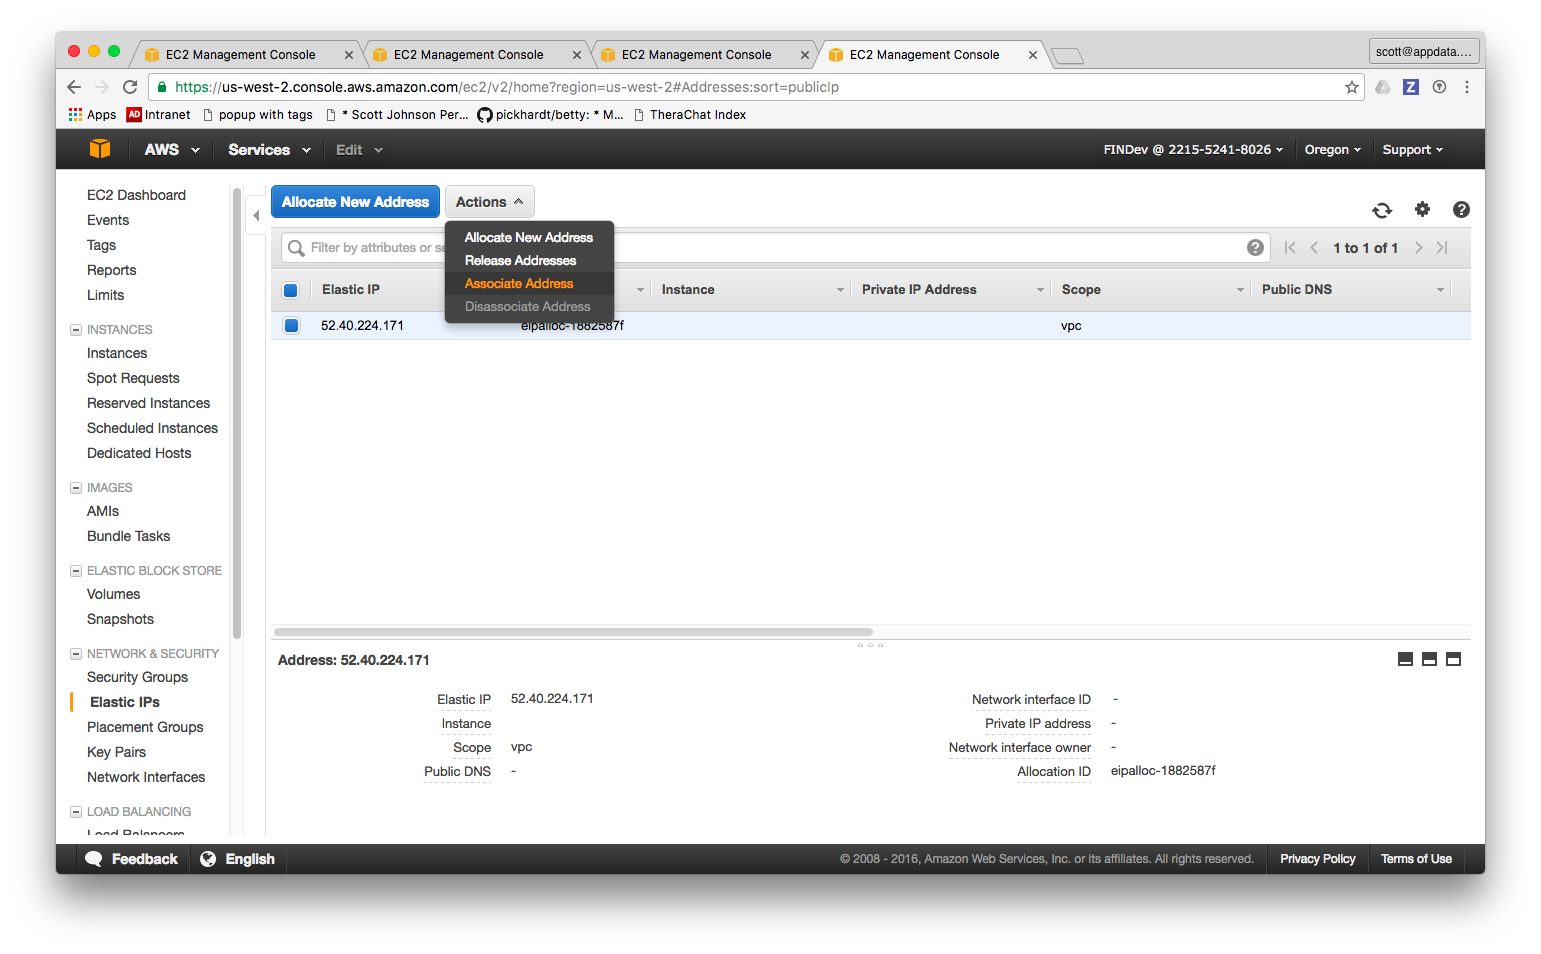 EC2 Management Console
EC2 Management Console
EC2 Management Console
EC2 Management Console
scott@appdata....
https://us-west-2.console.aws.amazon.com/ec2/v2/home?region=us-west-2#Addresses:sort=publicIp
Z
Apps
AD Intranet
popup with tags
* Scott Johnson Per...
pickhardt/betty: * M...
TheraChat Index
AWS
Services
Edit
FINDev @ 2215-5241-8026
Oregon
Support
EC2 Dashboard
Events
Tags
Reports
Limits
INSTANCES
Instances
Spot Requests
Reserved Instances
Scheduled Instances
Dedicated Hosts
IMAGES
AMIs
Bundle Tasks
ELASTIC BLOCK STORE
Volumes
Snapshots
NETWORK & SECURITY
Security Groups
Elastic IPs
Placement Groups
Key Pairs
Network Interfaces
LOAD BALANCING
Load Balancers
Allocate New Address
Actions
Allocate New Address
Release Addresses
Associate Address
Disassociate Address
Filter by attributes or se
1 to 1 of 1
Elastic IP
Instance
Private IP Address
Scope
Public DNS
52.40.224.171
eipalloc-1882587f
vpc
Address: 52.40.224.171
Elastic IP 52.40.224.171
Instance
Scope vpc
Public DNS -
Network interface ID -
Private IP address -
Network interface owner -
Allocation ID eipalloc-1882587f
Feedback
English
© 2008 - 2016, Amazon Web Services, Inc. or its affiliates. All rights reserved.
Privacy Policy
Terms of Use